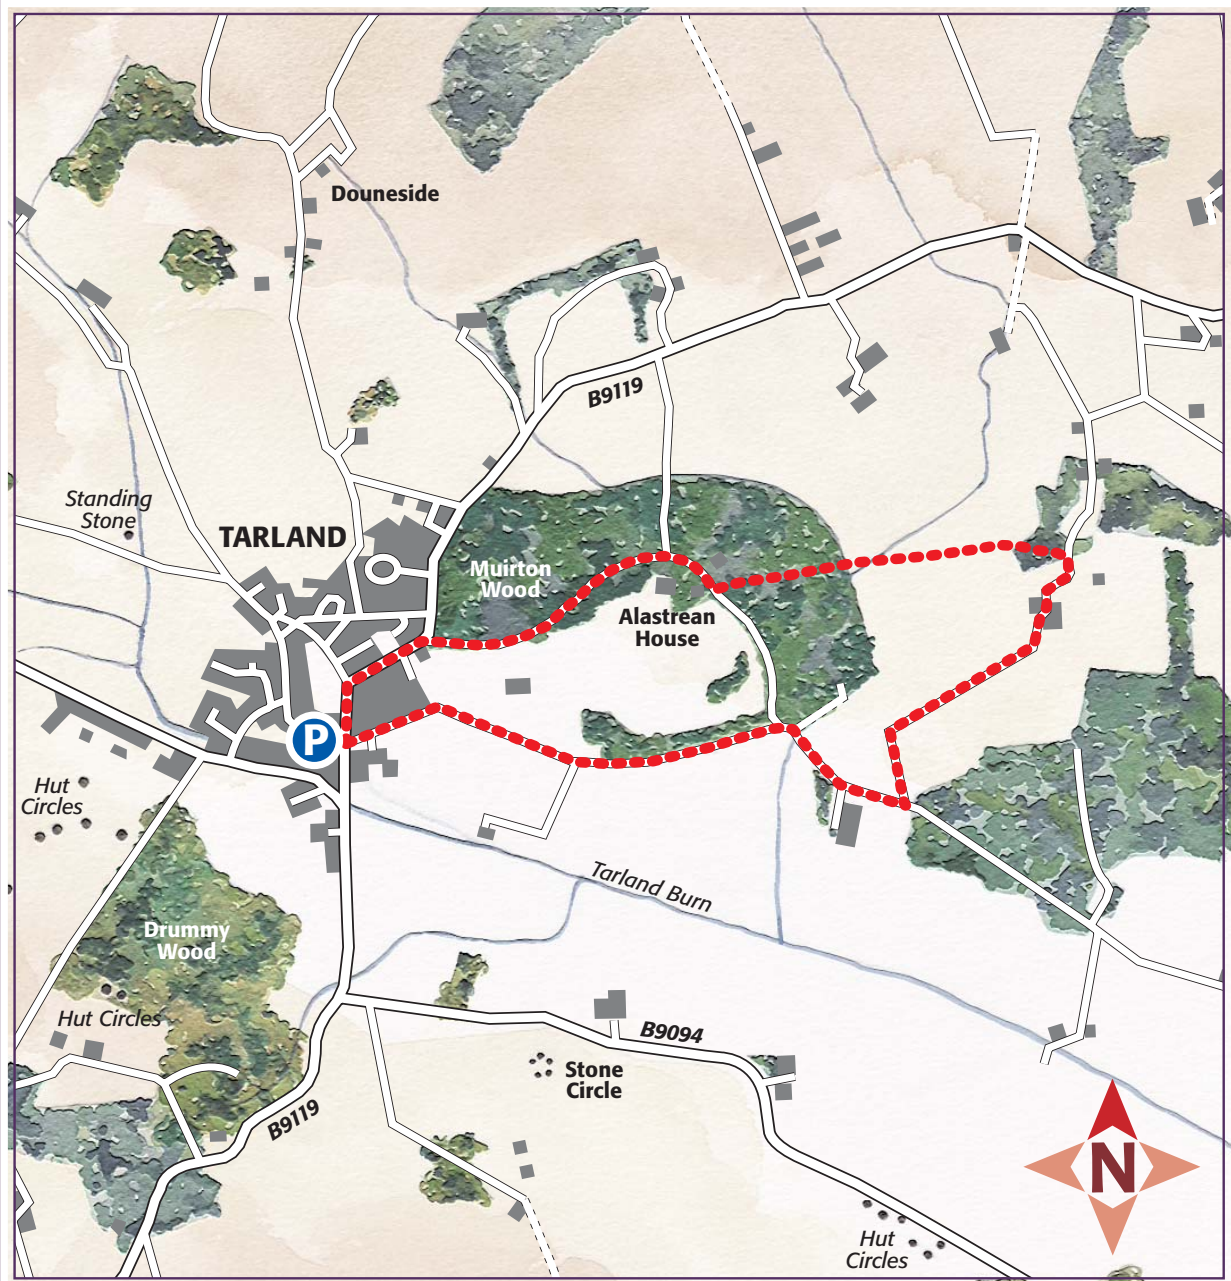 Douneside
B9119
Standing
Stone
TARLAND
Muirton
Wood
Alastrean
House
P
Hut
Circles
Tarland Burn
Drummy
Wood
Hut Circles
B9094
Stone
Circle
B9119
N
Hut
Circles